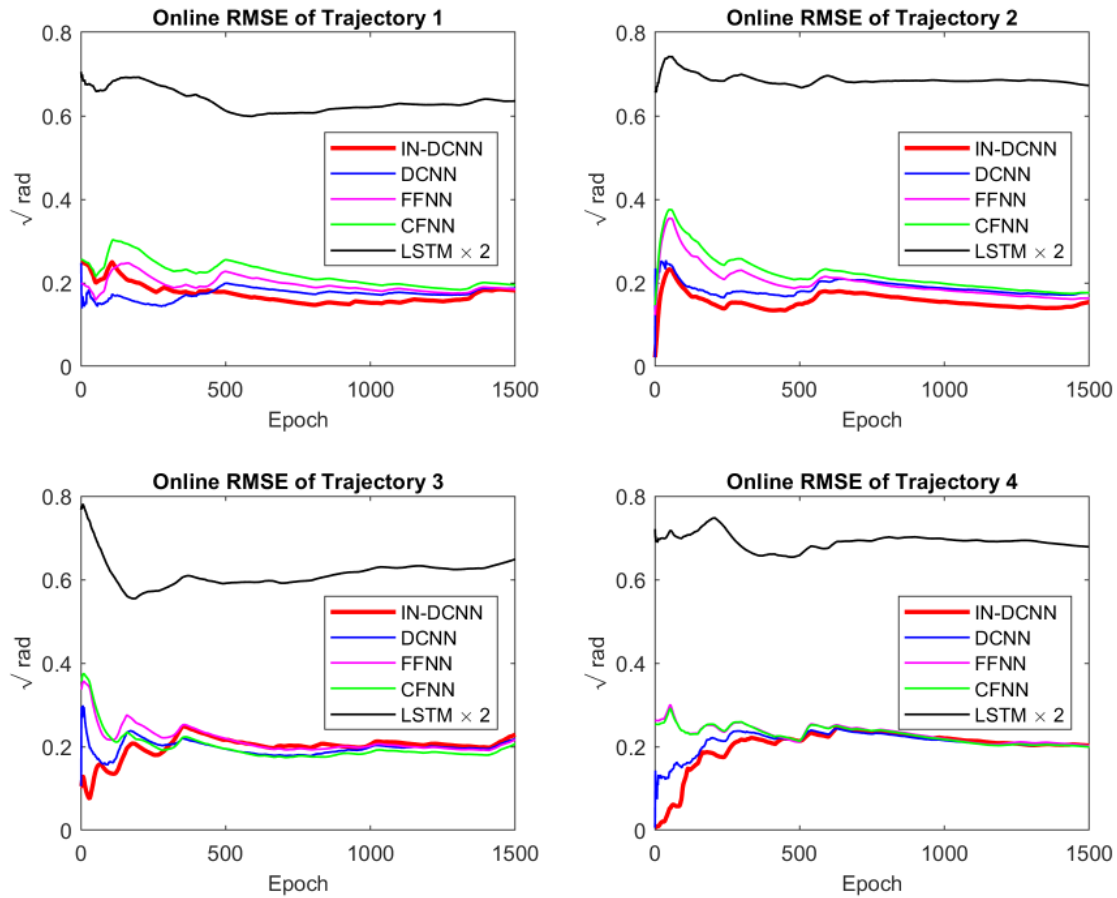 Online RMSE of Trajectory 1
0.8
0.6
0.4
0.2
0
√ rad
IN-DCNN
DCNN
FFNN
CFNN
LSTM × 2
0 500 1000 1500
Epoch
Online RMSE of Trajectory 2
0.8
0.6
0.4
0.2
0
√ rad
IN-DCNN
DCNN
FFNN
CFNN
LSTM × 2
0 500 1000 1500
Epoch
Online RMSE of Trajectory 3
0.8
0.6
0.4
0.2
0
√ rad
IN-DCNN
DCNN
FFNN
CFNN
LSTM × 2
0 500 1000 1500
Epoch
Online RMSE of Trajectory 4
0.8
0.6
0.4
0.2
0
√ rad
IN-DCNN
DCNN
FFNN
CFNN
LSTM × 2
0 500 1000 1500
Epoch